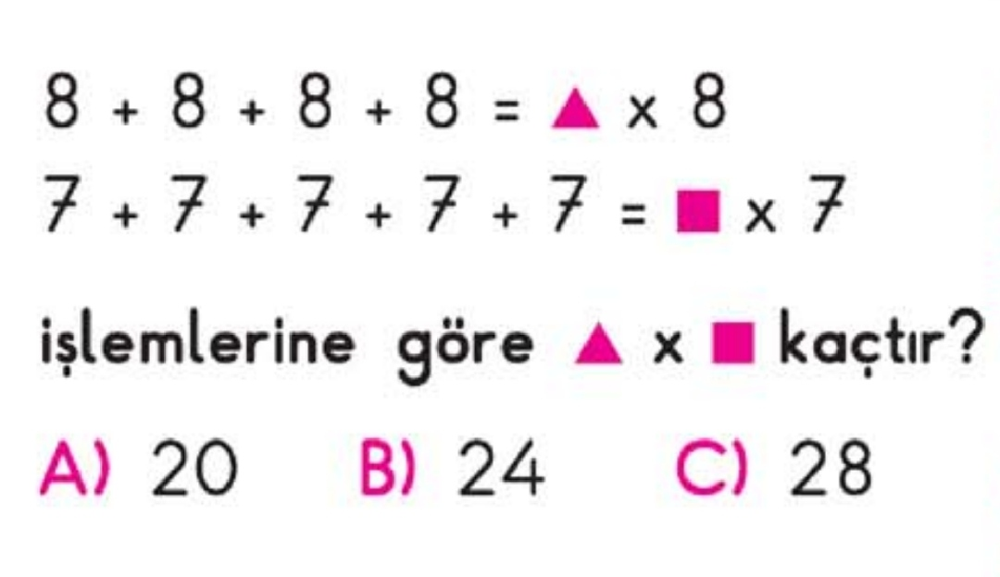 8 + 8 + 8 + 8 = ▲ x 8
7 + 7 + 7 + 7 + 7 = ■ x 7
işlemlerine göre ▲ x ■ kaçtır?
A) 20 B) 24 C) 28